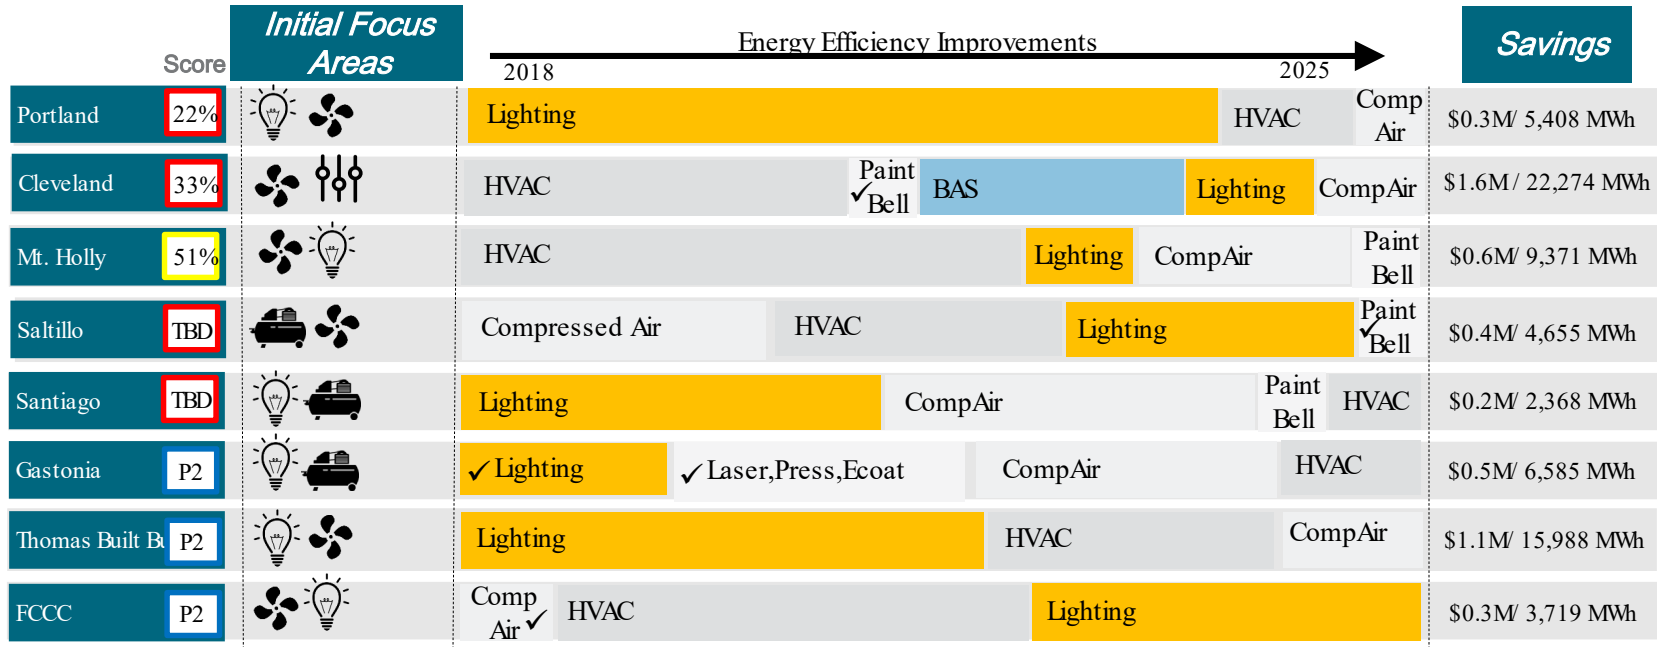 Initial Focus
Areas
Score
Energy Efficiency Improvements
2018
2025
Savings
Portland
22%
Lighting
HVAC
Comp
Air
$0.3M/ 5,408 MWh
Cleveland
33%
HVAC
Paint
✓Bell
BAS
Lighting
CompAir
$1.6M/ 22,274 MWh
Mt. Holly
51%
HVAC
Lighting
CompAir
Paint
Bell
$0.6M/ 9,371 MWh
Saltillo
TBD
Compressed Air
HVAC
Lighting
Paint
✓Bell
$0.4M/ 4,655 MWh
Santiago
TBD
Lighting
CompAir
Paint
Bell
HVAC
$0.2M/ 2,368 MWh
Gastonia
P2
✓Lighting
✓Laser,Press,Ecoat
CompAir
HVAC
$0.5M/ 6,585 MWh
Thomas Built Bu
P2
Lighting
HVAC
CompAir
$1.1M/ 15,988 MWh
FCCC
P2
Comp
Air✓
HVAC
Lighting
$0.3M/ 3,719 MWh